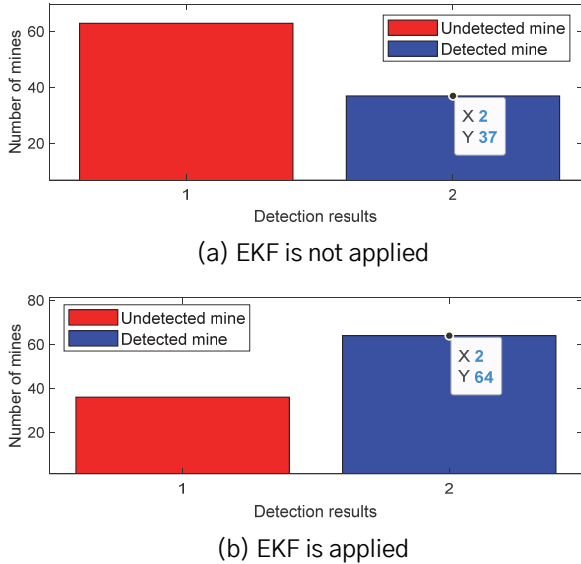 60
40
20
Number of mines
Undetected mine
Detected mine
X 2
Y 37
1
2
Detection results
(a) EKF is not applied
80
60
40
20
Number of mines
Undetected mine
Detected mine
X 2
Y 64
1
2
Detection results
(b) EKF is applied